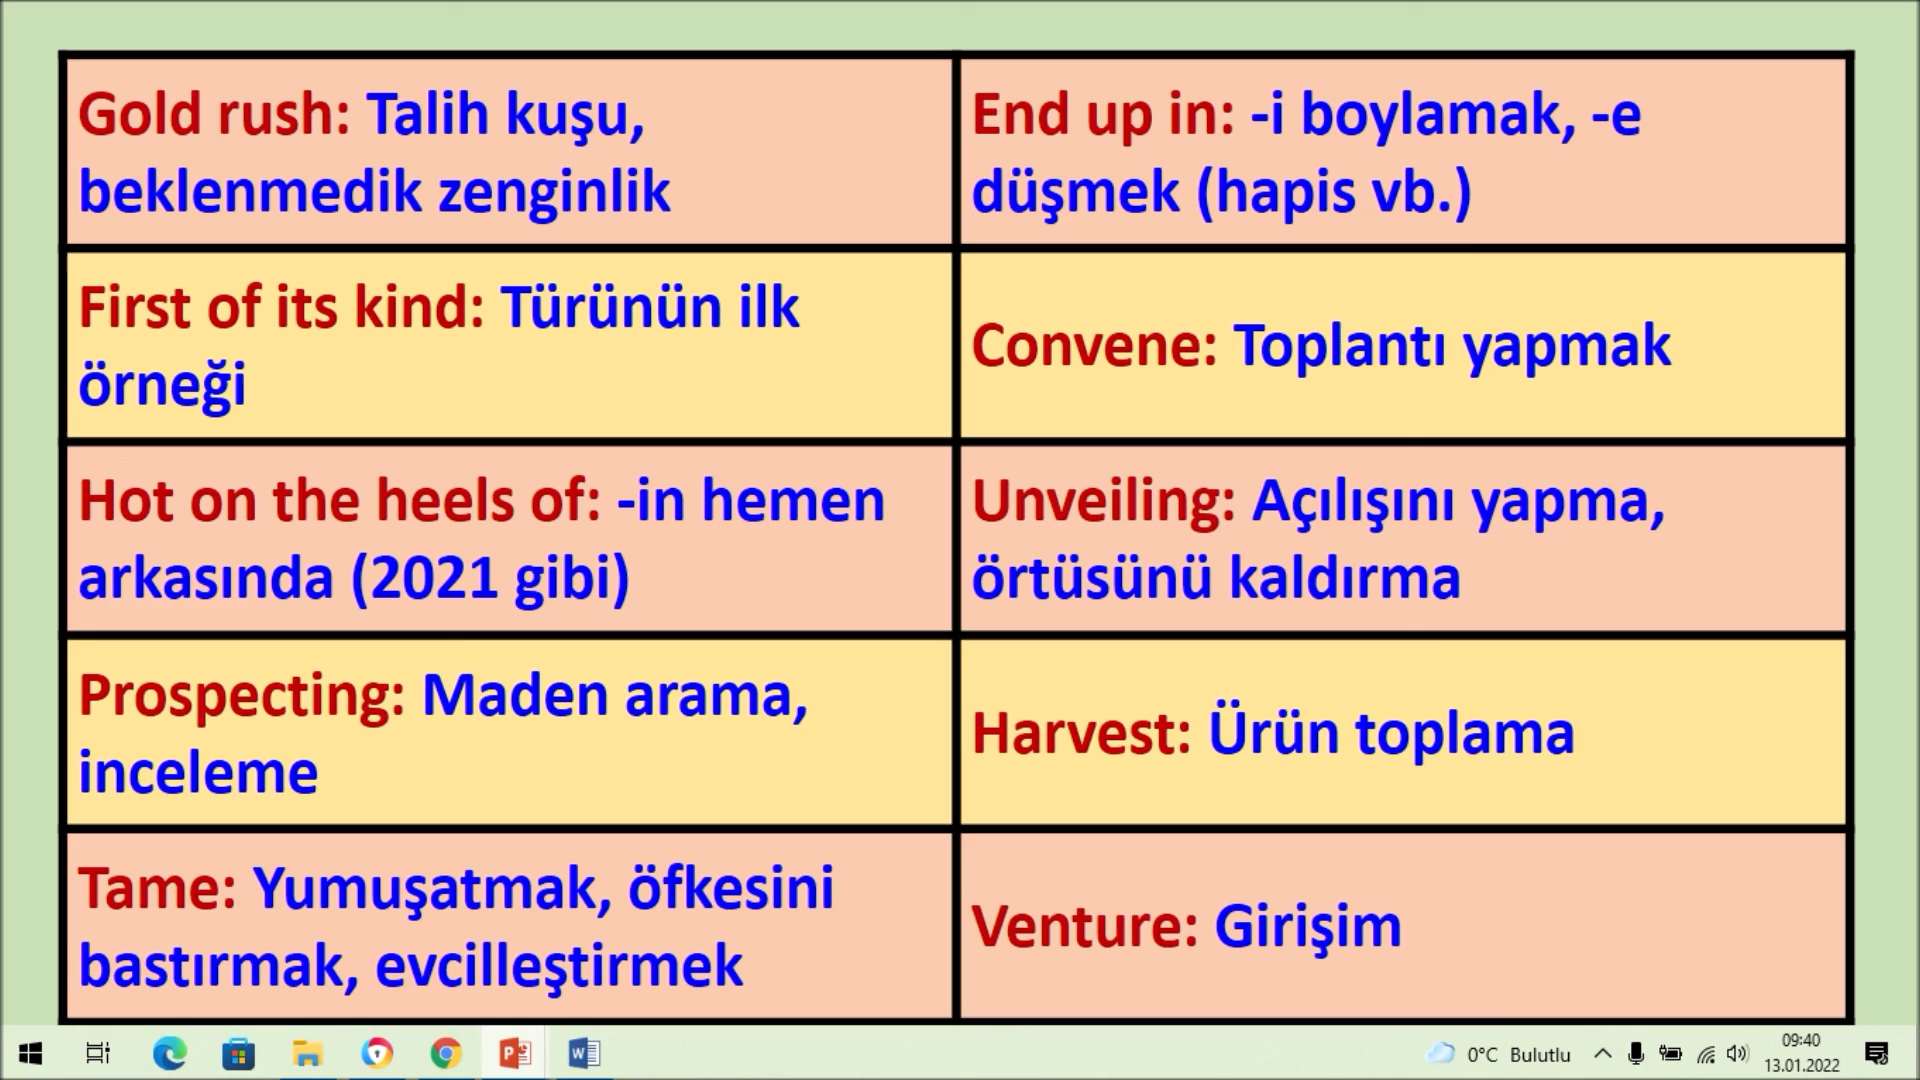 Gold rush: Talih kuşu,
beklenmedik zenginlik
End up in: -i boylamak, -e
düşmek (hapis vb.)
First of its kind: Türünün ilk
örneği
Convene: Toplantı yapmak
Hot on the heels of: -in hemen
arkasında (2021 gibi)
Unveiling: Açılışını yapma,
örtüsünü kaldırma
Prospecting: Maden arama,
inceleme
Harvest: Ürün toplama
Tame: Yumuşatmak, öfkesini
bastırmak, evcilleştirmek
Venture: Girişim
0°C Bulutlu
09:40
13.01.2022